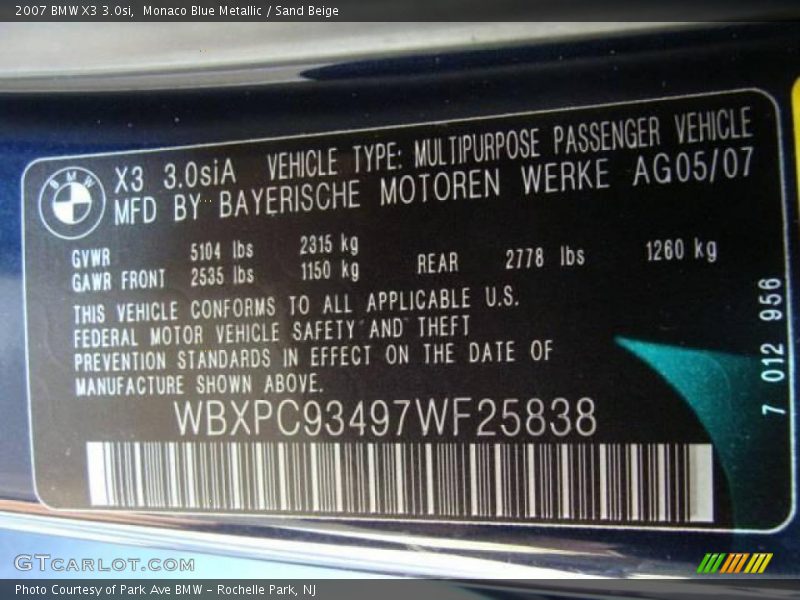 2007 BMW X3 3.0si, Monaco Blue Metallic / Sand Beige
BMW
X3 3.0siA VEHICLE TYPE: MULTIPURPOSE PASSENGER VEHICLE
MFD BY BAYERISCHE MOTOREN WERKE AG05/07
GVWR 5104 lbs 2315 kg
GAWR FRONT 2535 lbs 1150 kg REAR 2778 lbs 1260 kg
THIS VEHICLE CONFORMS TO ALL APPLICABLE U.S.
FEDERAL MOTOR VEHICLE SAFETY AND THEFT
PREVENTION STANDARDS IN EFFECT ON THE DATE OF
MANUFACTURE SHOWN ABOVE.
WBXPC93497WF25838
7 012 956
GTCARLOT.COM
Photo Courtesy of Park Ave BMW - Rochelle Park, NJ